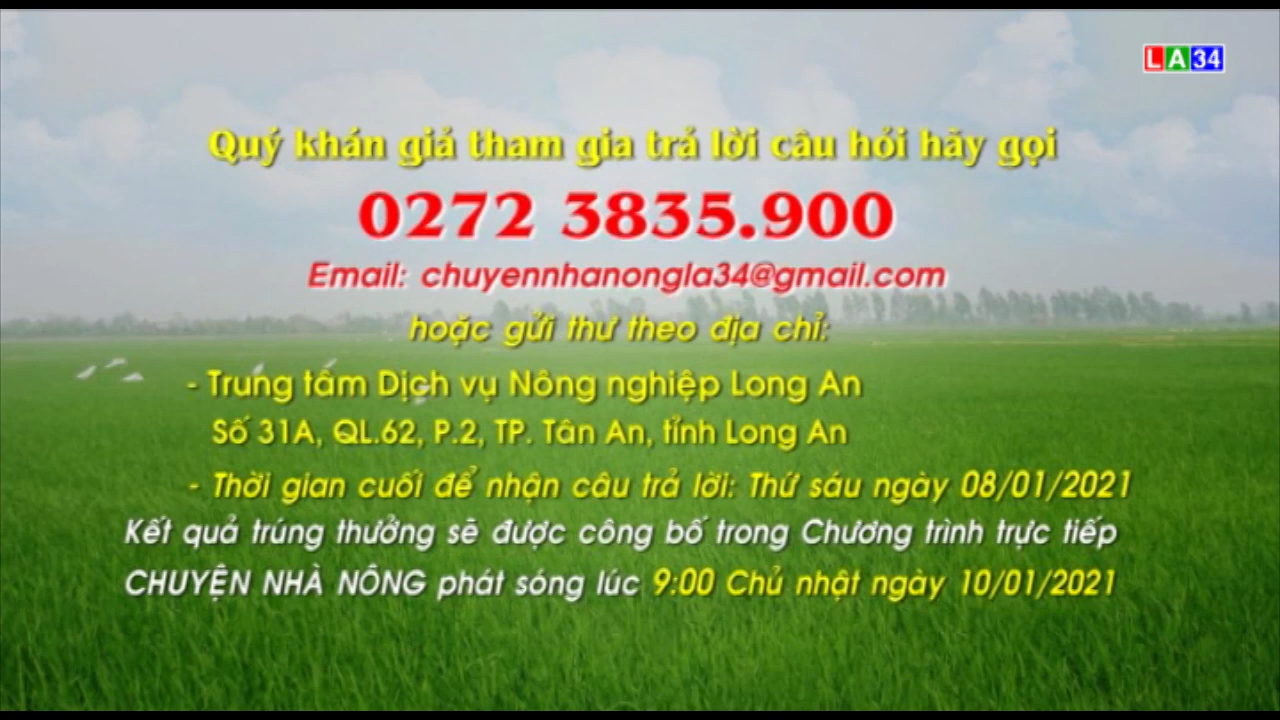 LA34
Quý khán giả tham gia trả lời câu hỏi hãy gọi
0272 3835.900
Email: chuyennhanongla34@gmail.com
hoặc gửi thư theo địa chỉ:
- Trung tâm Dịch vụ Nông nghiệp Long An
Số 31A, QL.62, P.2, TP. Tân An, tỉnh Long An
- Thời gian cuối để nhận câu trả lời: Thứ sáu ngày 08/01/2021
Kết quả trúng thưởng sẽ được công bố trong Chương trình trực tiếp
CHUYỆN NHÀ NÔNG phát sóng lúc 9:00 Chủ nhật ngày 10/01/2021